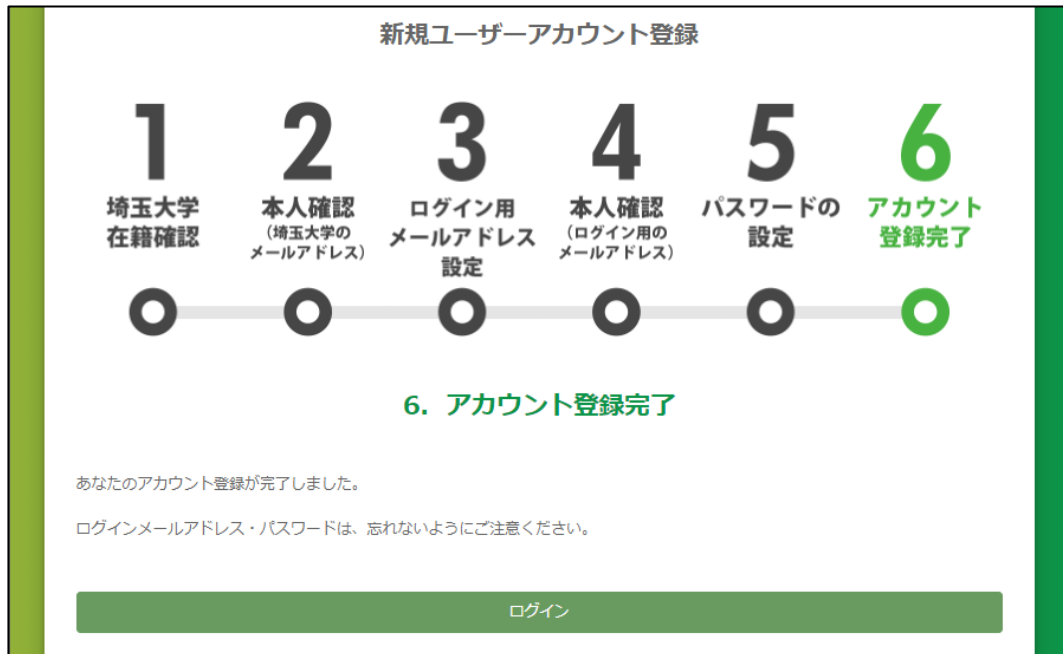 新規ユーザーアカウント登録
1 2 3 4 5 6
埼玉大学
在籍確認
本人確認
(埼玉大学の
メールアドレス)
ログイン用
メールアドレス
設定
本人確認
(ログイン用の
メールアドレス)
パスワードの
設定
アカウント
登録完了
6. アカウント登録完了
あなたのアカウント登録が完了しました。
ログインメールアドレス・パスワードは、忘れないようにご注意ください。
ログイン